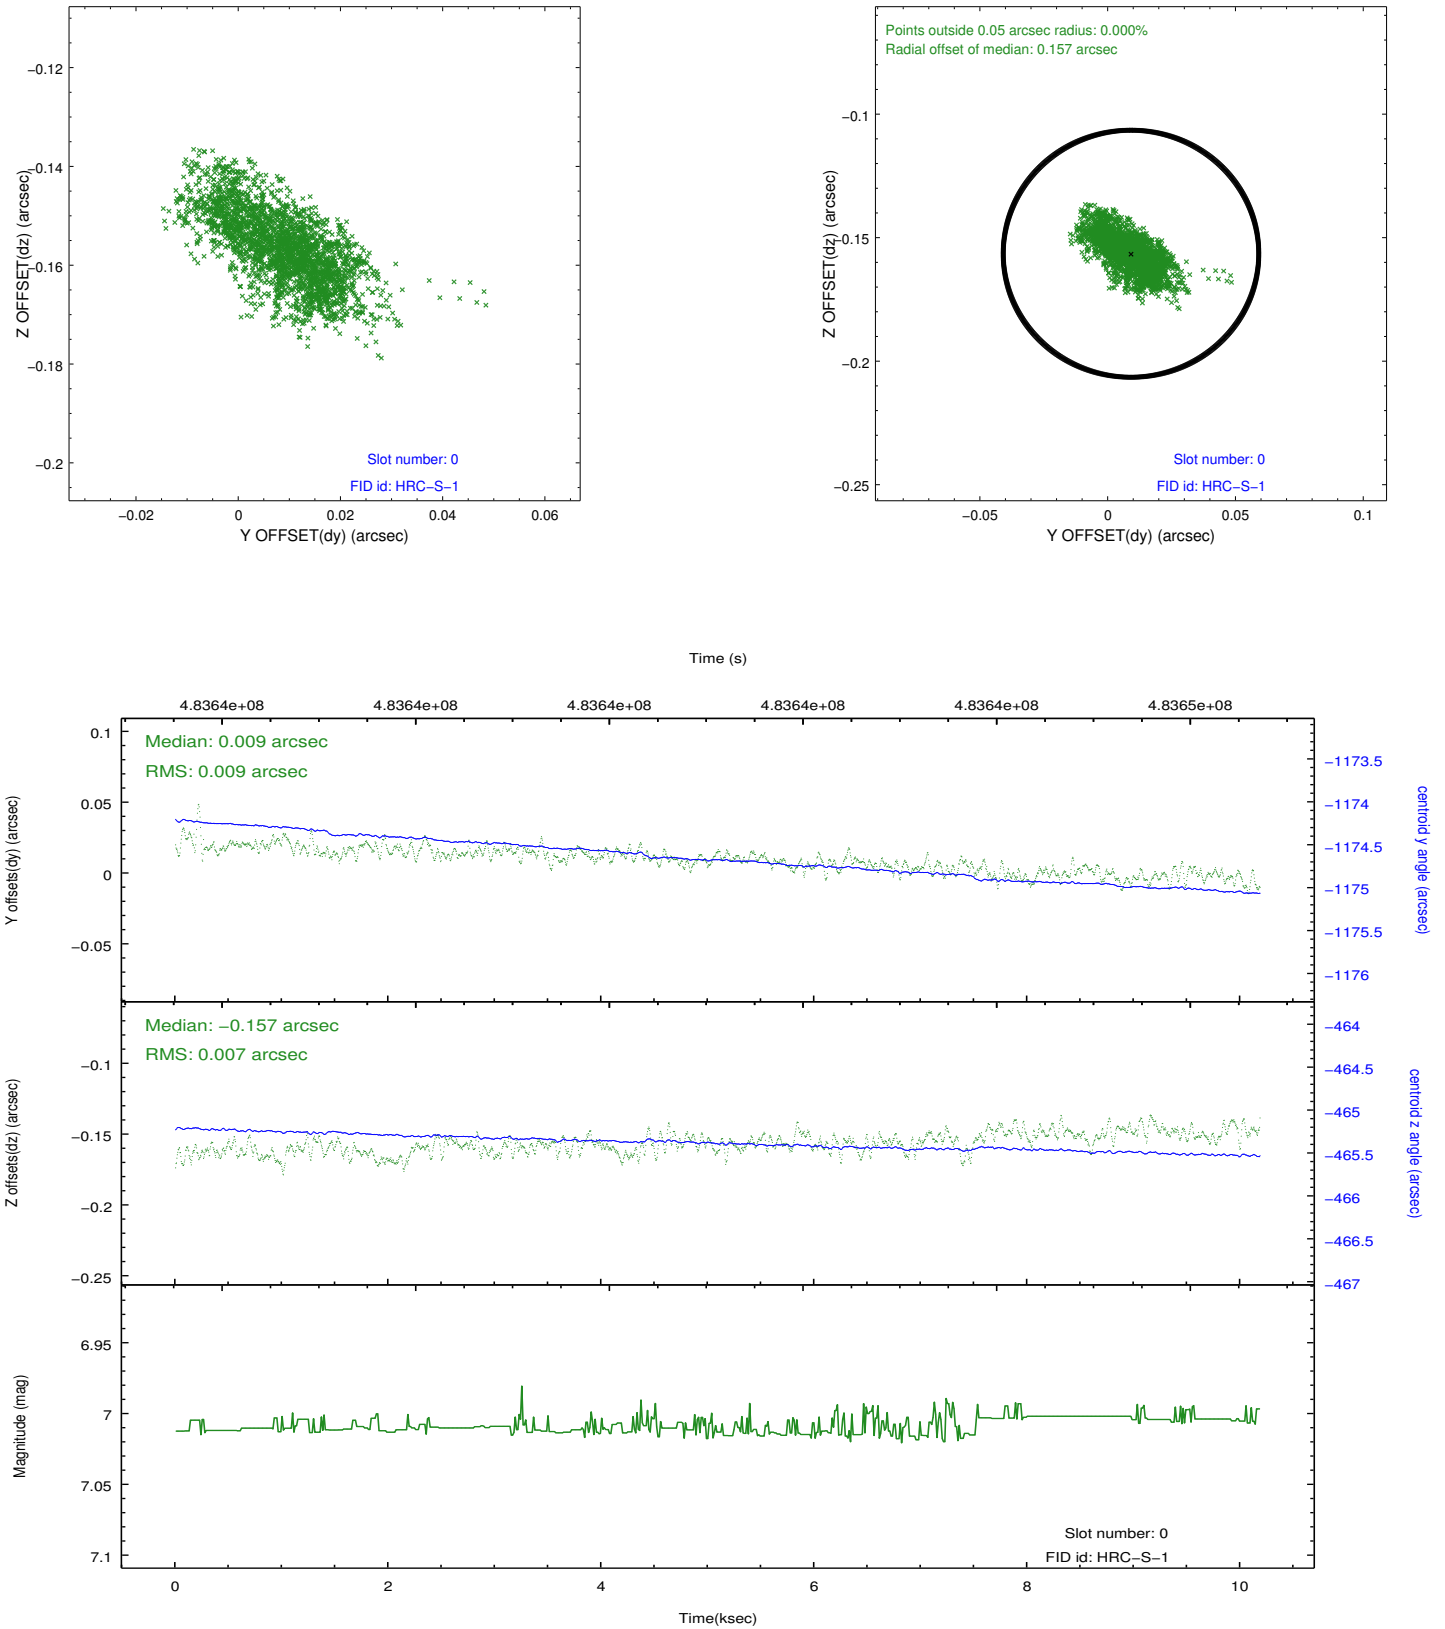 −0.12
−0.14
−0.16
−0.18
−0.2
Z OFFSET(dz) (arcsec)
Slot number: 0
FID id: HRC−S−1
−0.02
0
0.02
0.04
0.06
Y OFFSET(dy) (arcsec)
Points outside 0.05 arcsec radius: 0.000%
Radial offset of median: 0.157 arcsec
−0.1
−0.15
−0.2
−0.25
Z OFFSET(dz) (arcsec)
Slot number: 0
FID id: HRC−S−1
−0.05
0
0.05
0.1
Y OFFSET(dy) (arcsec)
Time (s)
4.8364e+08
4.8364e+08
4.8364e+08
4.8364e+08
4.8364e+08
4.8365e+08
Median: 0.009 arcsec
RMS: 0.009 arcsec
0.1
0.05
0
−0.05
Y offsets(dy) (arcsec)
−1173.5
−1174
−1174.5
−1175
−1175.5
−1176
centroid y angle (arcsec)
Median: −0.157 arcsec
RMS: 0.007 arcsec
−0.1
−0.15
−0.2
−0.25
Z offsets(dz) (arcsec)
−464
−464.5
−465
−465.5
−466
−466.5
−467
centroid z angle (arcsec)
6.95
7
7.05
7.1
Magnitude (mag)
Slot number: 0
FID id: HRC−S−1
0
2
4
6
8
10
Time(ksec)